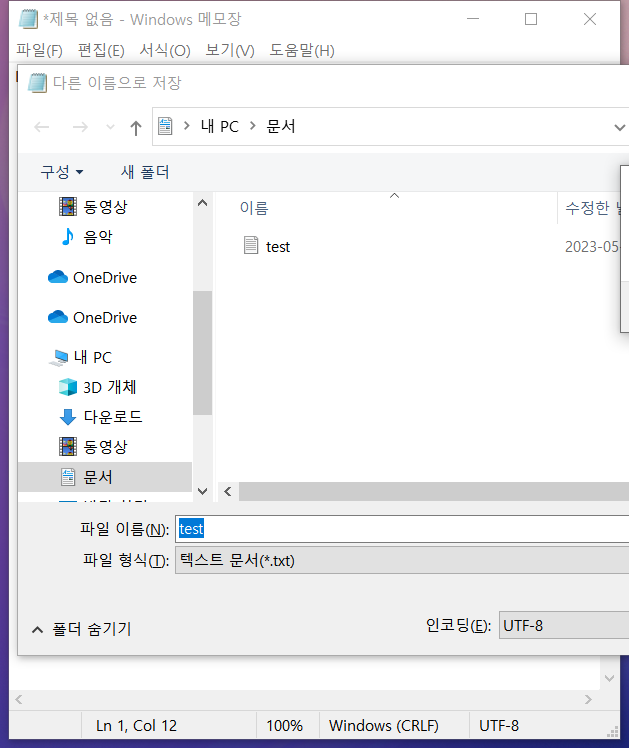 *제목 없음 - Windows 메모장
파일(F) 편집(E) 서식(O) 보기(V) 도움말(H)
다른 이름으로 저장
내 PC > 문서
구성 새 폴더
동영상
음악
OneDrive
OneDrive
내 PC
3D 개체
다운로드
동영상
문서
이름 수정한
test 2023-05-
파일 이름(N): test
파일 형식(T): 텍스트 문서(*.txt)
폴더 숨기기 인코딩(E): UTF-8
Ln 1, Col 12 100% Windows (CRLF) UTF-8